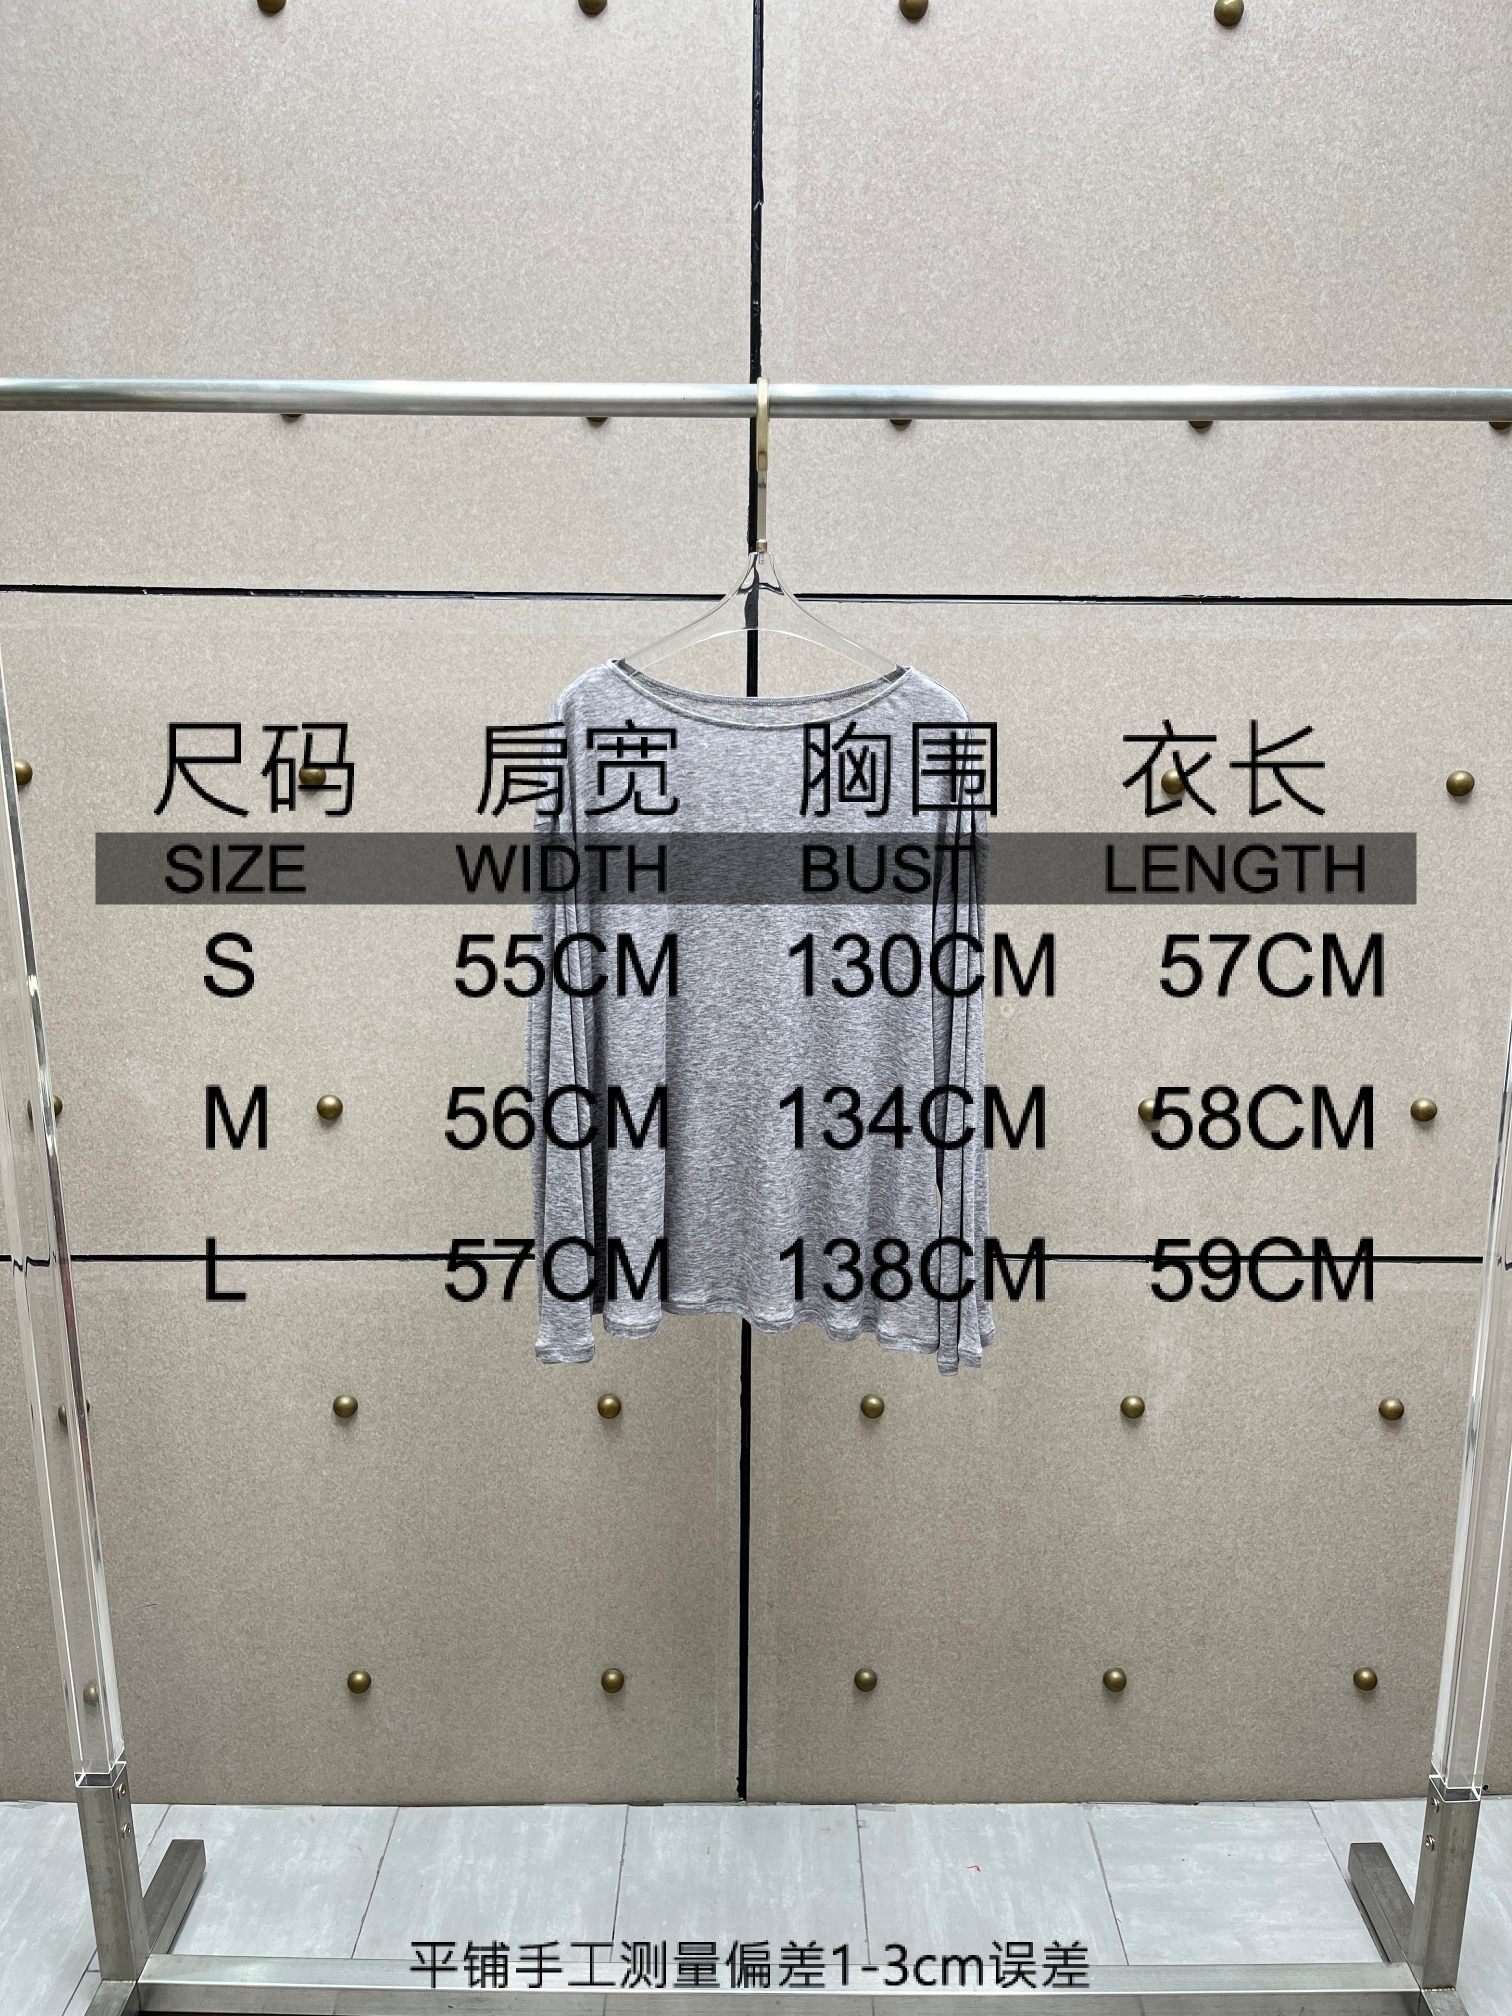 尺码 肩宽 胸围 衣长
SIZE WIDTH BUST LENGTH
S 55CM 130CM 57CM
M 56CM 134CM 58CM
L 57CM 138CM 59CM
平铺手工测量偏差1-3cm误差